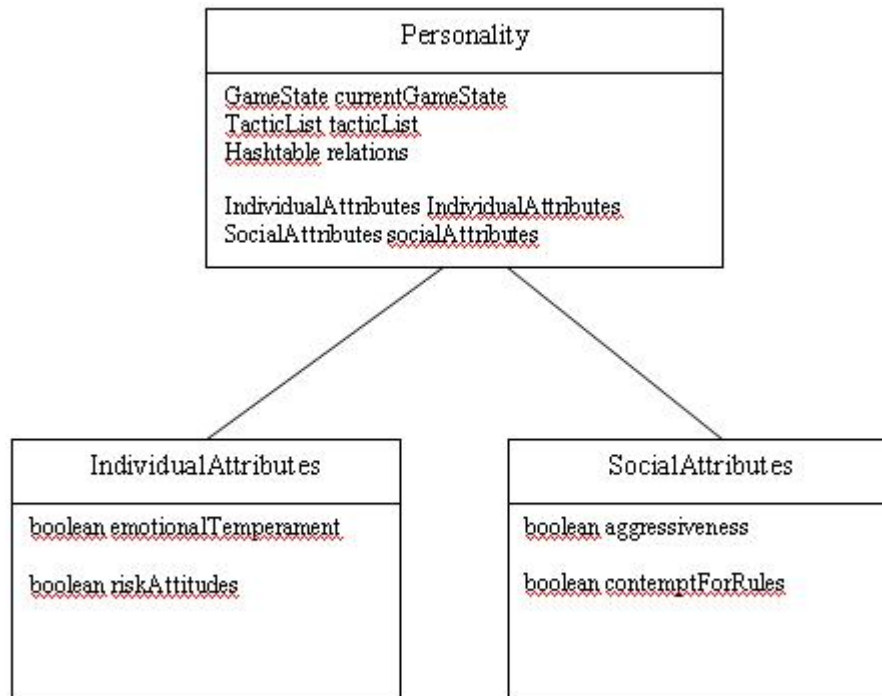 Personality
GameState currentGameState
TacticList tacticList
Hashtable relations
IndividualAttributes IndividualAttributes
SocialAttributes socialAttributes
IndividualAttributes
boolean emotionalTemperament
boolean riskAttitudes
SocialAttributes
boolean aggressiveness
boolean contemptForRules